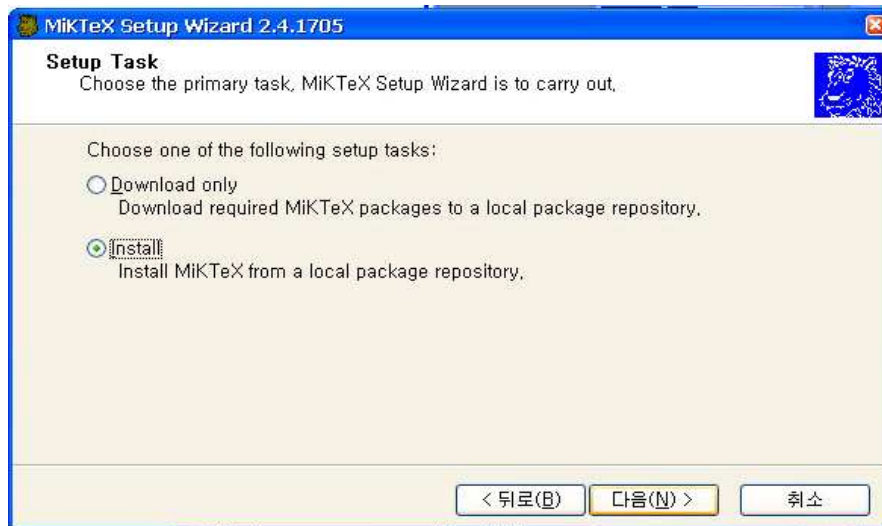 MiKTeX Setup Wizard 2.4.1705
Setup Task
Choose the primary task, MiKTeX Setup Wizard is to carry out,
Choose one of the following setup tasks:
Download only
Download required MiKTeX packages to a local package repository,
Install
Install MiKTeX from a local package repository,
< 뒤로(B) 다음(N) > 취소